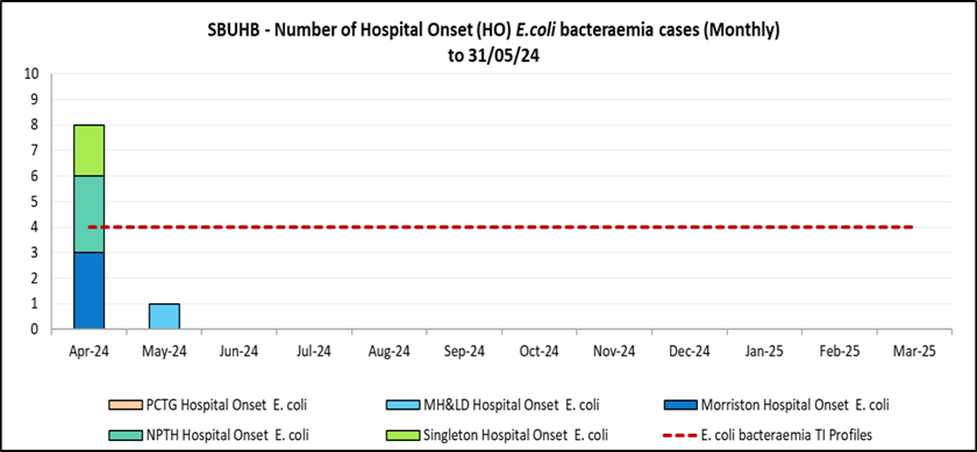 SBUHB - Number of Hospital Onset (HO) E.coli bacteraemia cases (Monthly)
to 31/05/24
10
9
8
7
6
5
4
3
2
1
0
Apr-24 May-24 Jun-24 Jul-24 Aug-24 Sep-24 Oct-24 Nov-24 Dec-24 Jan-25 Feb-25 Mar-25
PCTG Hospital Onset E. coli MH&LD Hospital Onset E. coli Morriston Hospital Onset E. coli
NPTH Hospital Onset E. coli Singleton Hospital Onset E. coli E. coli bacteraemia TI Profiles